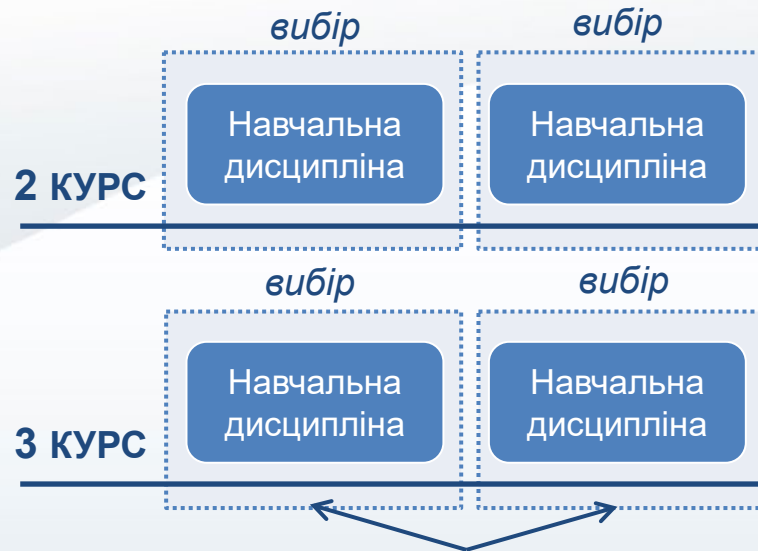 вибір вибір
Навчальна дисципліна Навчальна дисципліна
2 КУРС
вибір вибір
Навчальна дисципліна Навчальна дисципліна
3 КУРС